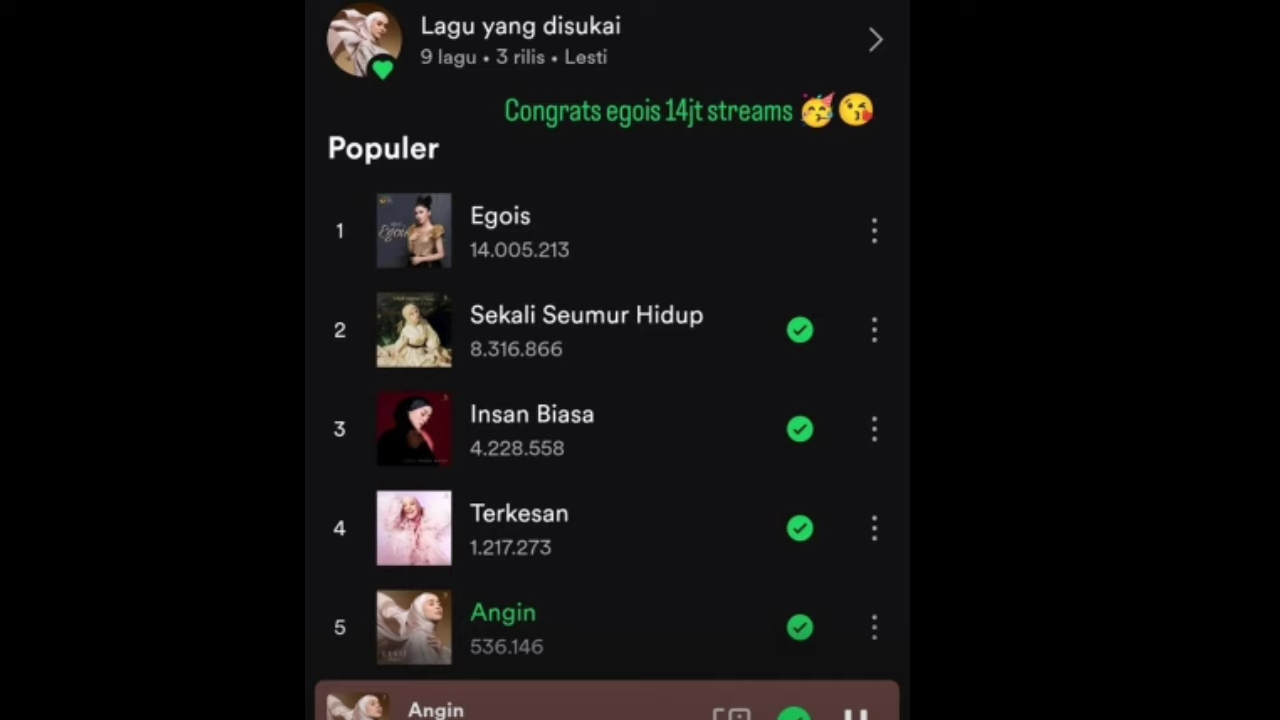 Lagu yang disukai
9 lagu • 3 rilis • Lesti
Congrats egois 14jt streams 🥳😘
Populer
1
Egois
14.005.213
2
Sekali Seumur Hidup
8.316.866
3
Insan Biasa
4.228.558
4
Terkesan
1.217.273
5
Angin
536.146
Angin